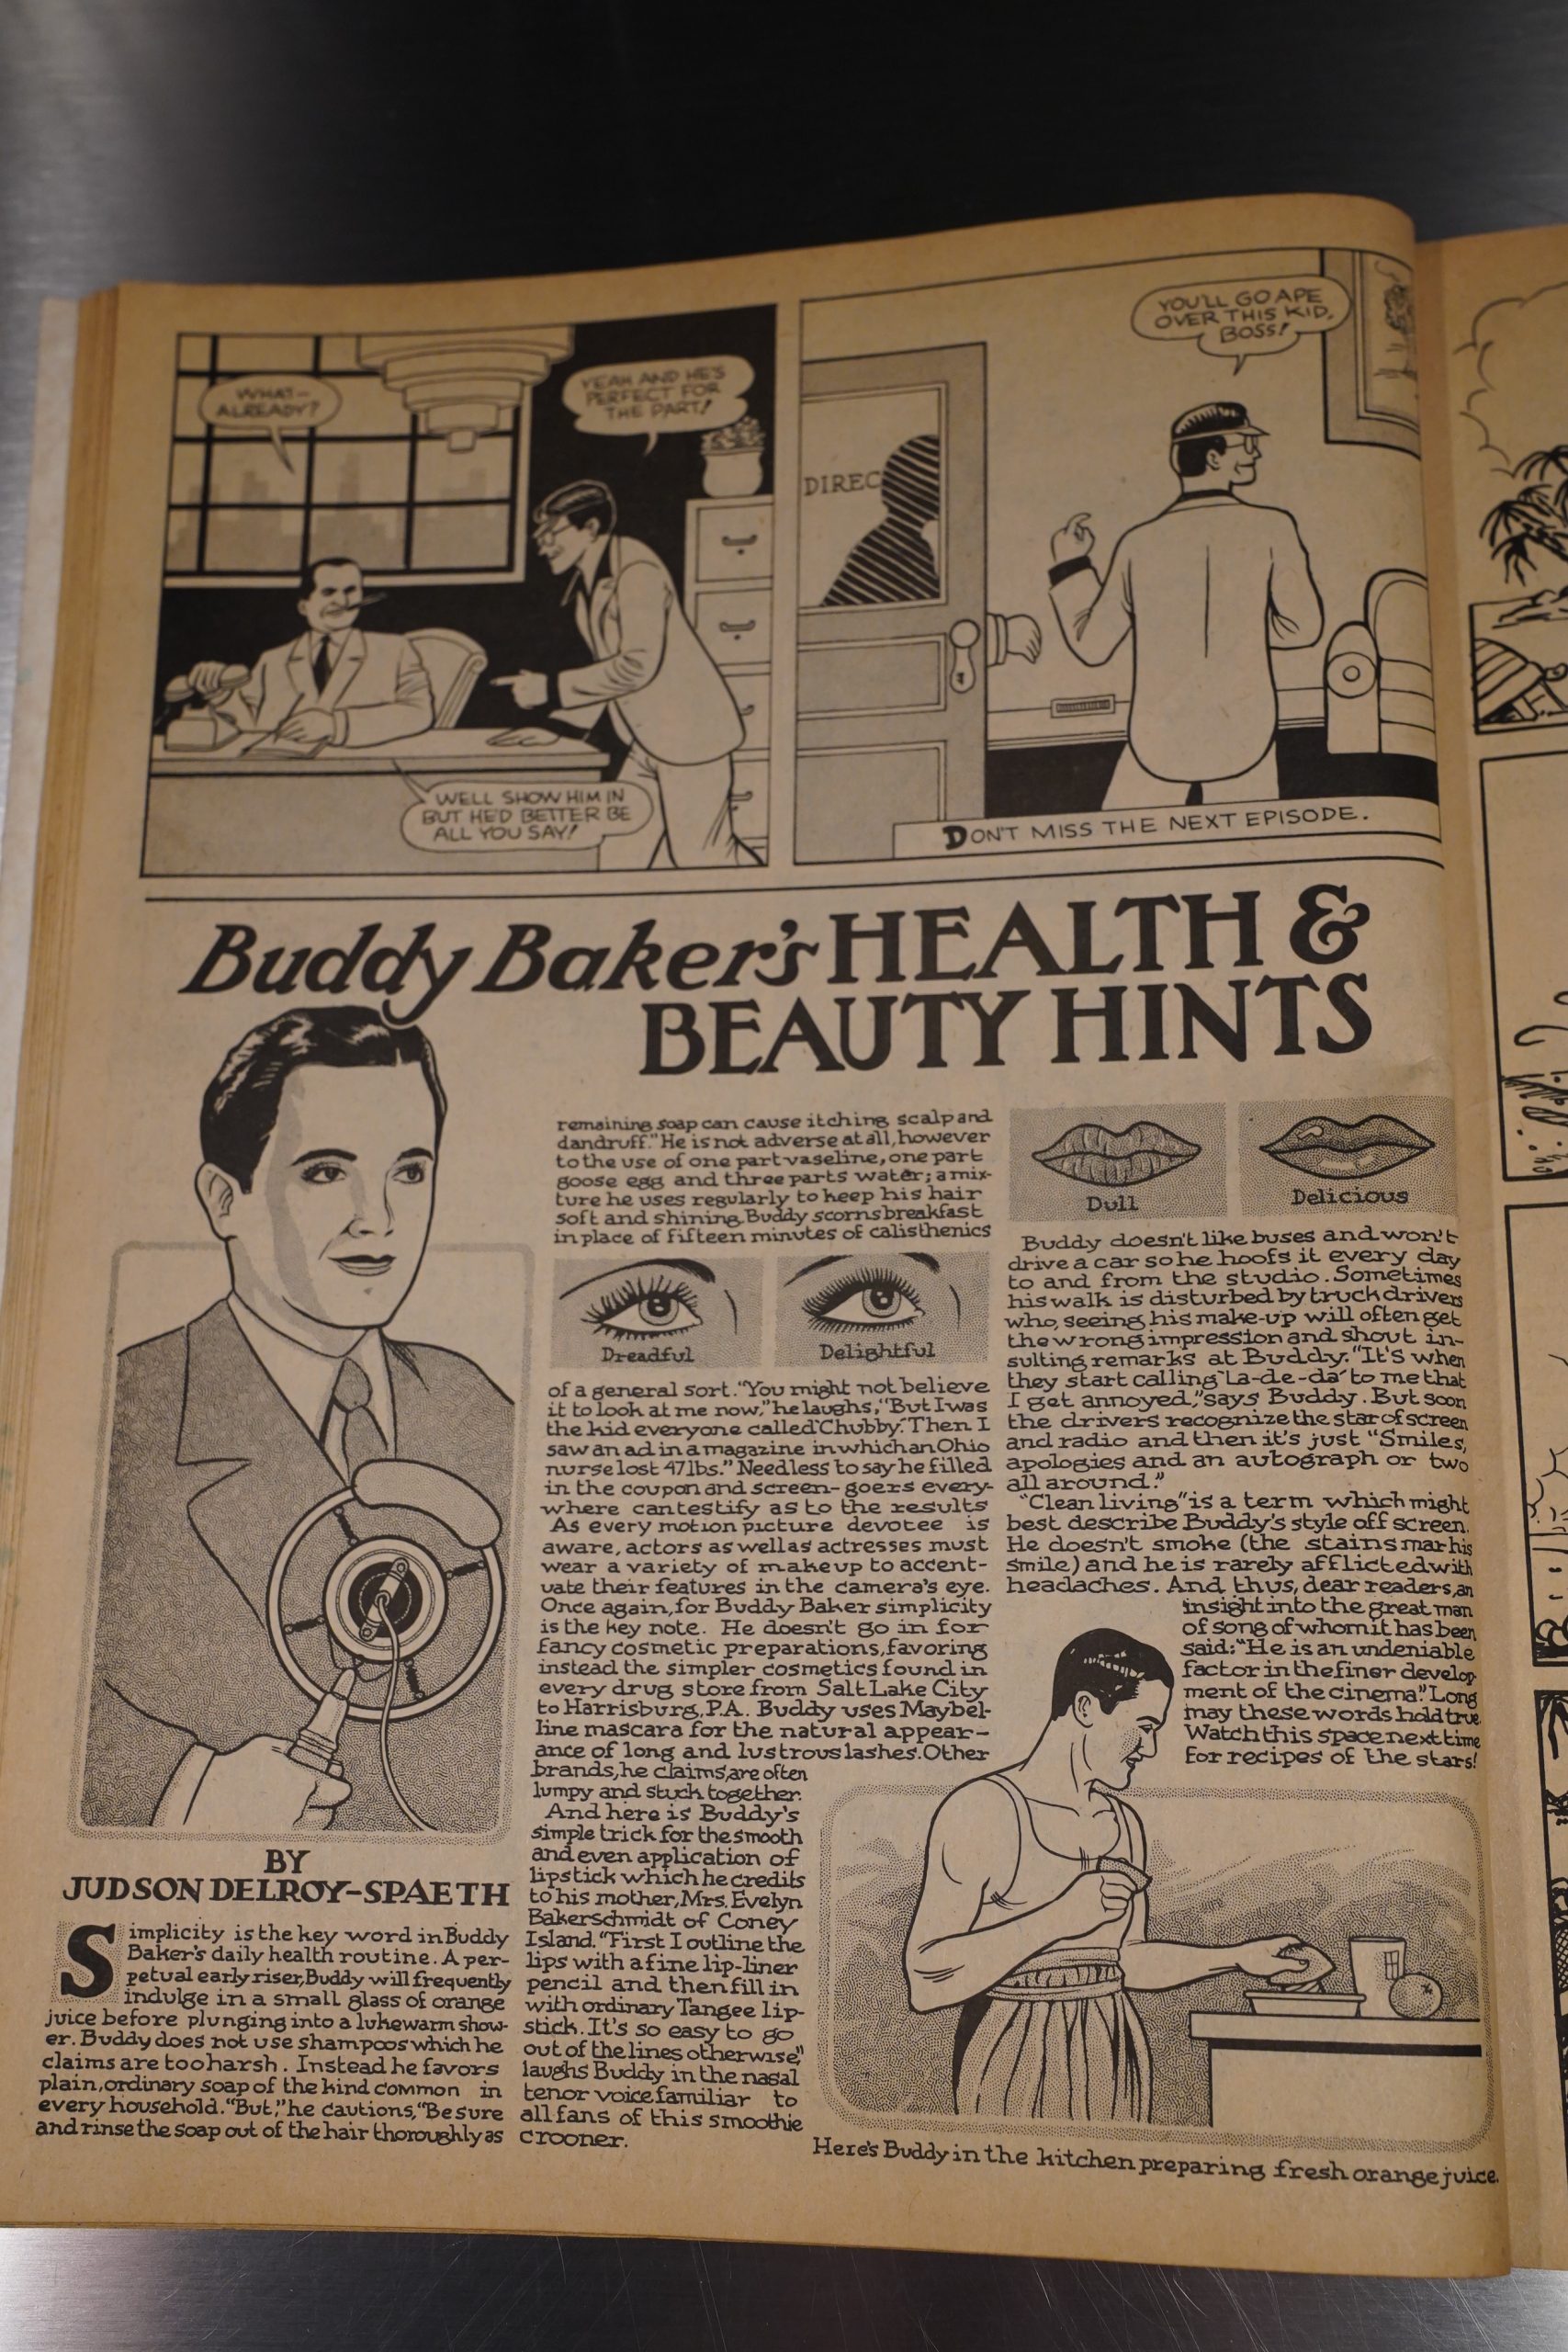 WHAT—
ALREADY?
YEAH AND HE'S
PERFECT FOR
THE PART!
WELL SHOW HIM IN
BUT HE'D BETTER BE
ALL YOU SAY!
YOU'LL GO APE
OVER THIS KID,
BOSS!
DIREC
DON'T MISS THE NEXT EPISODE.
Buddy Baker's HEALTH &
BEAUTY HINTS
BY
JUDSON DELROY-SPAETH
Simplicity is the key word in Buddy
Baker's daily health routine. A per-
petual early riser, Buddy will frequently
indulge in a small glass of orange
juice before plunging into a lukewarm show-
er. Buddy does not use shampoos which he
claims are too harsh. Instead he favors
plain, ordinary soap of the kind common in
every household. "But," he cautions, "Be sure
and rinse the soap out of the hair thoroughly as
remaining soap can cause itching scalp and
dandruff." He is not adverse at all, however
to the use of one part vaseline, one part
goose egg and three parts water; a mix-
ture he uses regularly to keep his hair
soft and shining. Buddy scorns breakfast
in place of fifteen minutes of calisthenics
Dreadful
Delightful
of a general sort. "You might not believe
it to look at me now," he laughs, "But I was
the kid everyone called 'Chubby.' Then I
saw an ad in a magazine in which an Ohio
nurse lost 47 lbs." Needless to say he filled
in the coupon and screen-goers every-
where can testify as to the results
As every motion picture devotee is
aware, actors as well as actresses must
wear a variety of makeup to accent-
uate their features in the camera's eye.
Once again, for Buddy Baker simplicity
is the key note. He doesn't go in for
fancy cosmetic preparations, favoring
instead the simpler cosmetics found in
every drug store from Salt Lake City
to Harrisburg, P.A. Buddy uses Maybel-
line mascara for the natural appear-
ance of long and lustrous lashes. Other
brands, he claims, are often
lumpy and stuck together.
And here is Buddy's
simple trick for the smooth
and even application of
lipstick which he credits
to his mother, Mrs. Evelyn
Bakerschmidt of Coney
Island. "First I outline the
lips with a fine lip-liner
pencil and then fill in
with ordinary Tangee lip-
stick. It's so easy to go
out of the lines otherwise,"
laughs Buddy in the nasal
tenor voice familiar to
all fans of this smoothie
crooner.
Dull
Delicious
Buddy doesn't like buses and won't
drive a car so he hoofs it every day
to and from the studio. Sometimes
his walk is disturbed by truck drivers
who, seeing his make-up will often get
the wrong impression and shout in-
sulting remarks at Buddy. "It's when
they start calling 'La-de-da' to me that
I get annoyed," says Buddy. But soon
the drivers recognize the star of screen
and radio and then it's just "Smiles,
apologies and an autograph or two
all around."
"Clean living" is a term which might
best describe Buddy's style off screen.
He doesn't smoke (the stains mar his
smile) and he is rarely afflicted with
headaches. And thus, dear readers, an
insight into the great man
of song of whom it has been
said: "He is an undeniable
factor in the finer develop
ment of the cinema." Long
may these words hold true.
Watch this space next time
for recipes of the stars!
Here's Buddy in the kitchen preparing fresh orange juice.